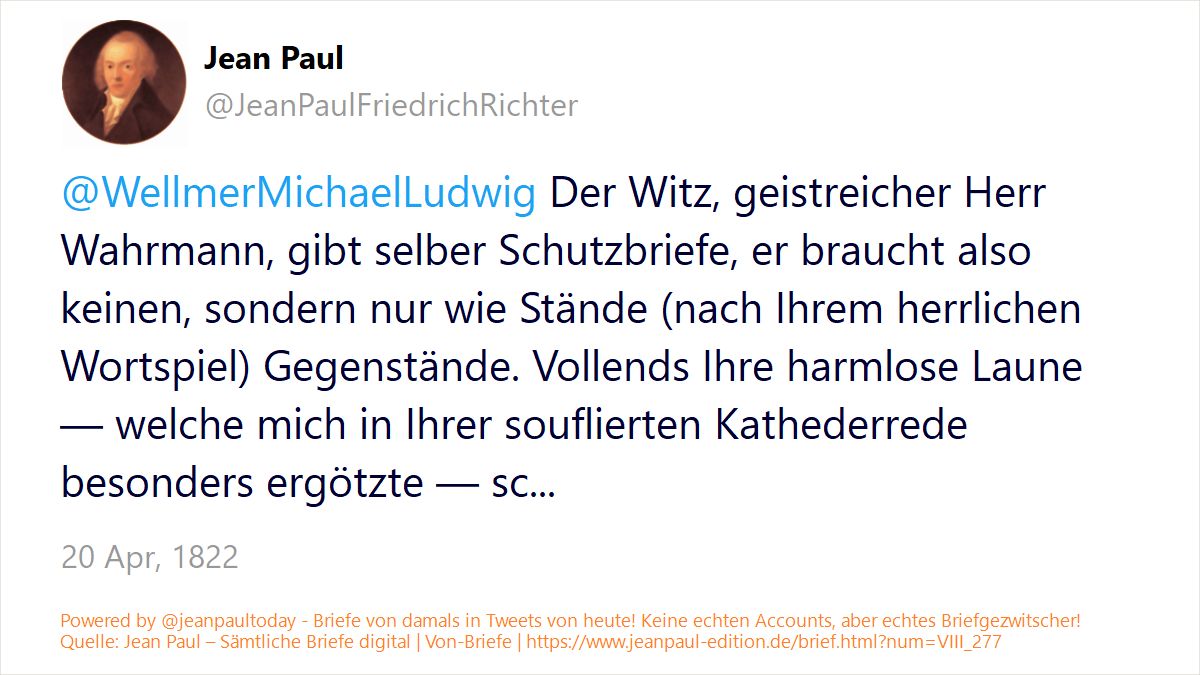 Jean Paul
@JeanPaulFriedrichRichter
@WellmerMichaelLudwig Der Witz, geistreicher Herr
Wahrmann, gibt selber Schutzbriefe, er braucht also
keinen, sondern nur wie Stände (nach Ihrem herrlichen
Wortspiel) Gegenstände. Vollends Ihre harmlose Laune
— welche mich in Ihrer souflierten Kathederrede
besonders ergötzte — sc...
20 Apr, 1822
Powered by @jeanpaultoday - Briefe von damals in Tweets von heute! Keine echten Accounts, aber echtes Briefgezwitscher!
Quelle: Jean Paul – Sämtliche Briefe digital | Von-Briefe | https://www.jeanpaul-edition.de/brief.html?num=VIII_277